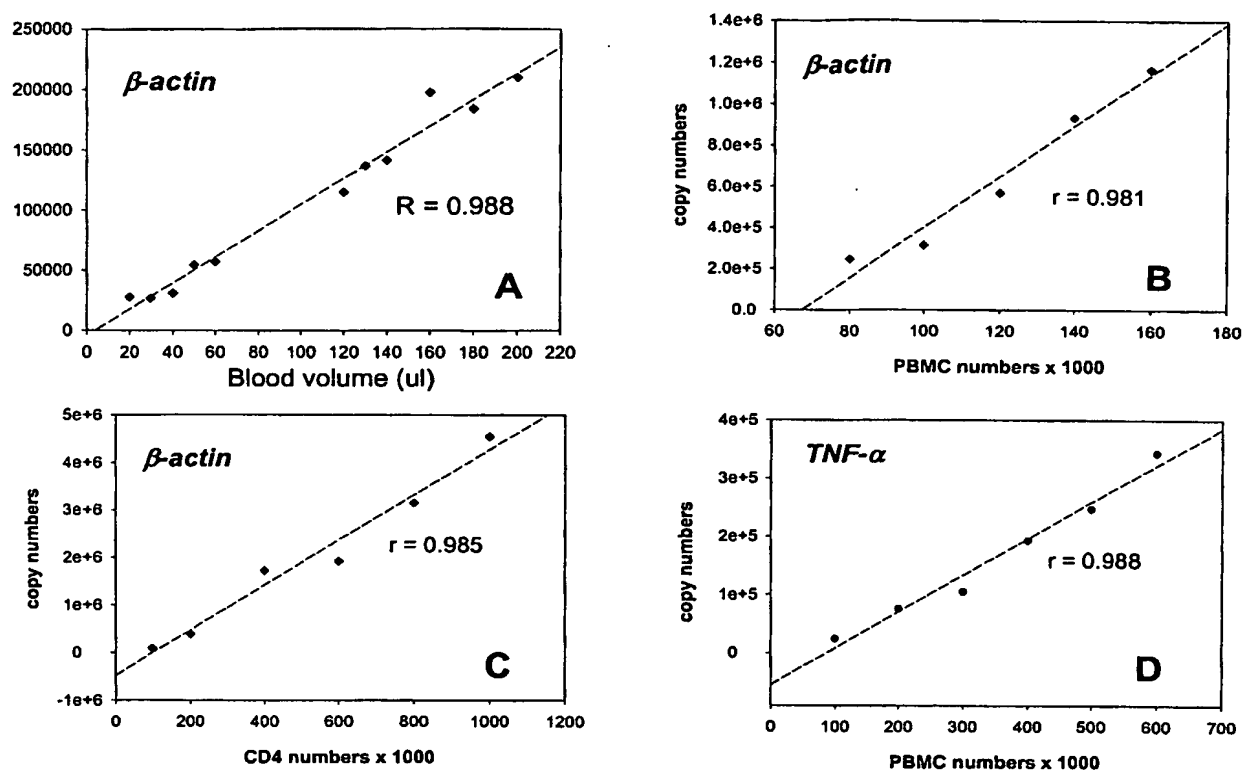 250000
200000
150000
100000
50000
0
β-actin
R = 0.988
A
0 20 40 60 80 100 120 140 160 180 200 220
Blood volume (ul)
copy numbers
1.4e+6
1.2e+6
1.0e+6
8.0e+5
6.0e+5
4.0e+5
2.0e+5
0.0
β-actin
r = 0.981
B
60 80 100 120 140 160 180
PBMC numbers x 1000
copy numbers
5e+6
4e+6
3e+6
2e+6
1e+6
0
-1e+6
β-actin
r = 0.985
C
0 200 400 600 800 1000 1200
CD4 numbers x 1000
copy numbers
4e+5
3e+5
2e+5
1e+5
0
TNF-α
r = 0.988
D
0 100 200 300 400 500 600 700
PBMC numbers x 1000